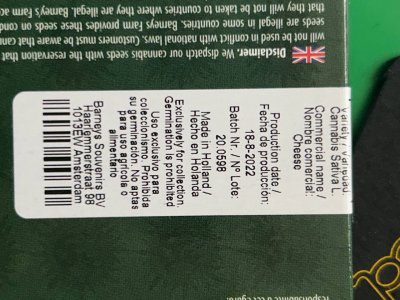 Variety / Variedad
Cannabis Sativa L.
Commercial name /
Nombre comercial:
Cheese
Production date /
Fecha de producción:
18-8-2022
Batch Nr. / Nº Lote:
20.0598
Made in Holland /
Hecho en Holanda
Exclusively for collection.
Germination is prohibited
Uso exclusivo para
coleccionismo. Prohibida
su germinación. No aptas
para uso agrícola o
alimentario
Barneys Souvenirs BV
Haarlemmerstraat 98
1013EW Amsterdam
Disclaimer. We dispatch our cannabis seeds with the reservation that
will not be used in conflict with national laws. Customers must be aware that cannabis
seeds are illegal in some countries. Barneys Farm provides these seeds on condition
that they will not be used to countries where they are illegal. Barney's Farm accept